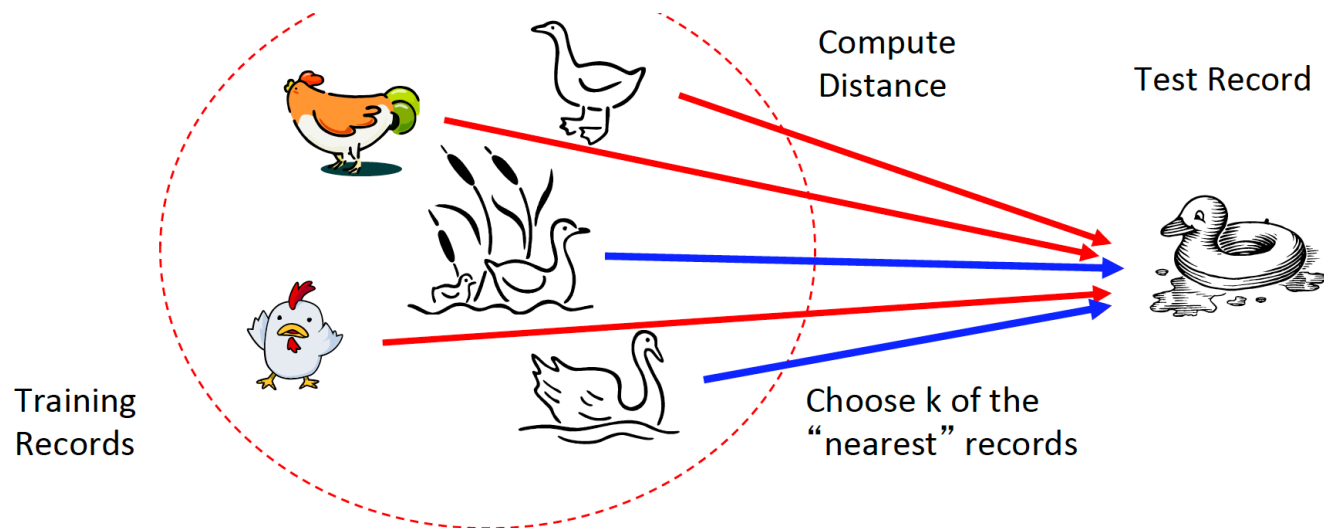 Compute
Distance
Test Record
Training
Records
Choose k of the
“nearest” records